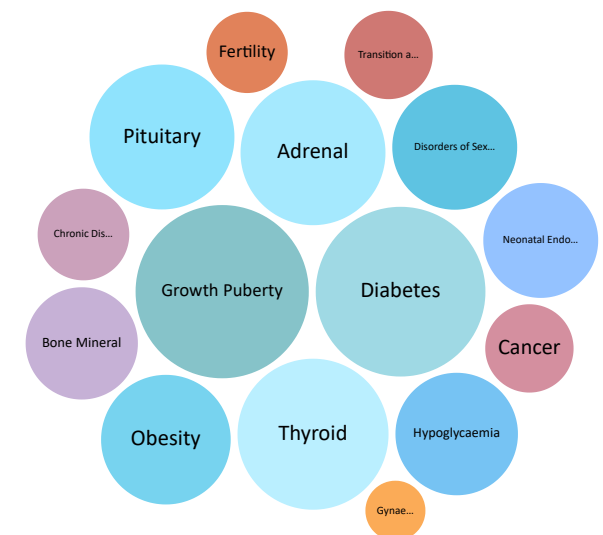 Fertility
Transition a...
Pituitary
Adrenal
Disorders of Sex...
Chronic Dis...
Neonatal Endo...
Growth Puberty
Diabetes
Bone Mineral
Cancer
Obesity
Thyroid
Hypoglycaemia
Gynae...